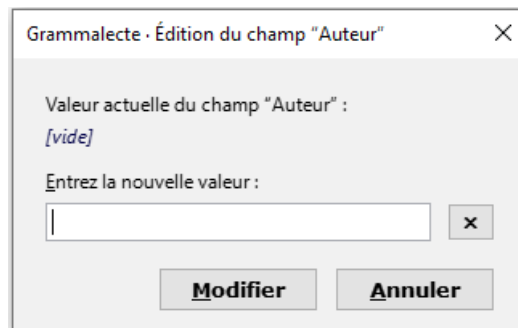 Grammalecte · Édition du champ “Auteur”
Valeur actuelle du champ “Auteur” :
[vide]
Entrez la nouvelle valeur :
×
Modifier
Annuler